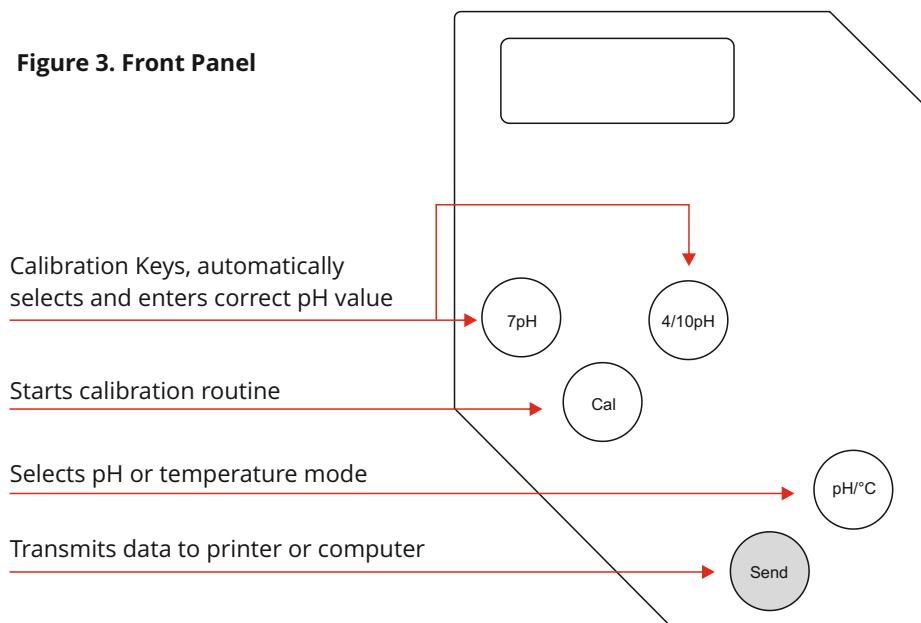 Figure 3. Front Panel
Calibration Keys, automatically
selects and enters correct pH value
7pH
4/10pH
Starts calibration routine
Cal
Selects pH or temperature mode
pH/°C
Transmits data to printer or computer
Send